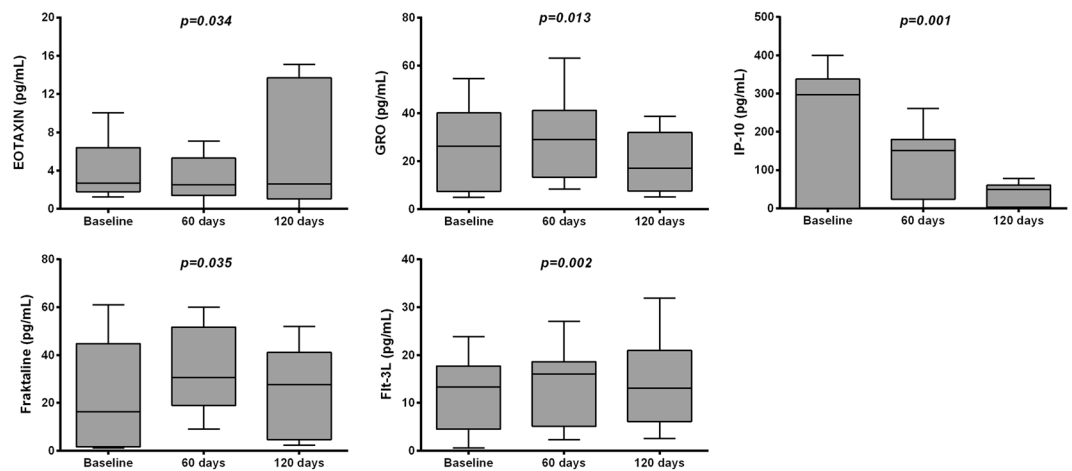 p=0.034
EOTAXIN (pg/mL)
20
16
12
8
4
0
Baseline 60 days 120 days
p=0.013
GRO (pg/mL)
80
60
40
20
0
Baseline 60 days 120 days
p=0.001
IP-10 (pg/mL)
500
400
300
200
100
0
Baseline 60 days 120 days
p=0.035
Fraktaline (pg/mL)
80
60
40
20
0
Baseline 60 days 120 days
p=0.002
Flt-3L (pg/mL)
40
30
20
10
0
Baseline 60 days 120 days